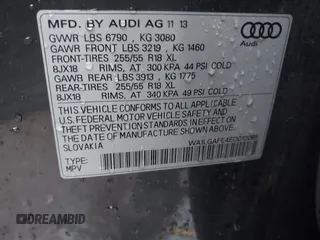 MFD. BY AUDI AG 11 13
GVWR LBS 6790 , KG 3080
GAWR FRONT LBS 3219 , KG 1460
FRONT-TIRES 255/55 R18 XL
8JX18 RIMS, AT 300 KPA 44 PSI COLD
GAWR REAR LBS 3913 , KG 1775
REAR-TIRES 255/55 R18 XL
8JX18 RIMS, AT 340 KPA 49 PSI COLD
Audi
THIS VEHICLE CONFORMS TO ALL APPLICABLE
U.S. FEDERAL MOTOR VEHICLE SAFETY STANDARDS
IN EFFECT ON THE DATE OF MANUFACTURE SHOWN ABOVE
SLOVAKIA
TYPE:
MPV
DREAMBID